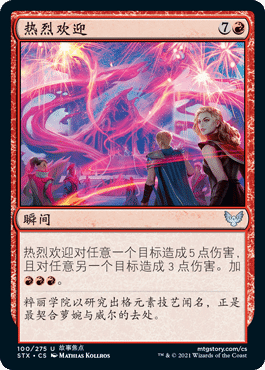 热烈欢迎 7
瞬间
热烈欢迎对任意一个目标造成5点伤害，
且对任意另一个目标造成3点伤害。加
。
梓丽学院以研究出格元素技艺闻名，正是
最契合萝婉与威尔的去处。
100/275 U 故事焦点
STX • CS MATHIAS KOLLROS
mtgstory.com/cs
™ & © 2021 Wizards of the Coast